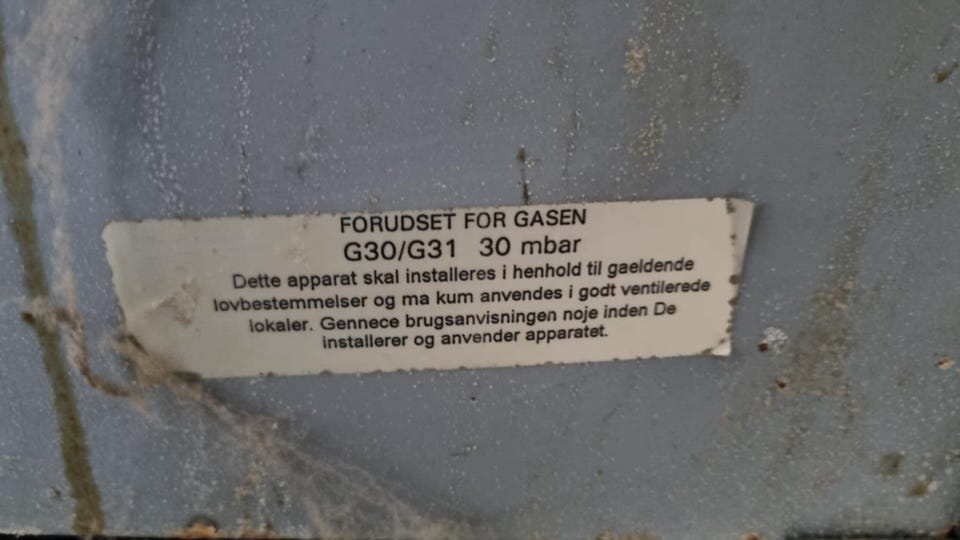 FORUDSET FOR GASEN
G30/G31 30 mbar
Dette apparat skal installeres i henhold til gaeldende
lovbestemmelser og ma kum anvendes i godt ventilerede
lokaler. Gennece brugsanvisningen noje inden De
installerer og anvender apparatet.